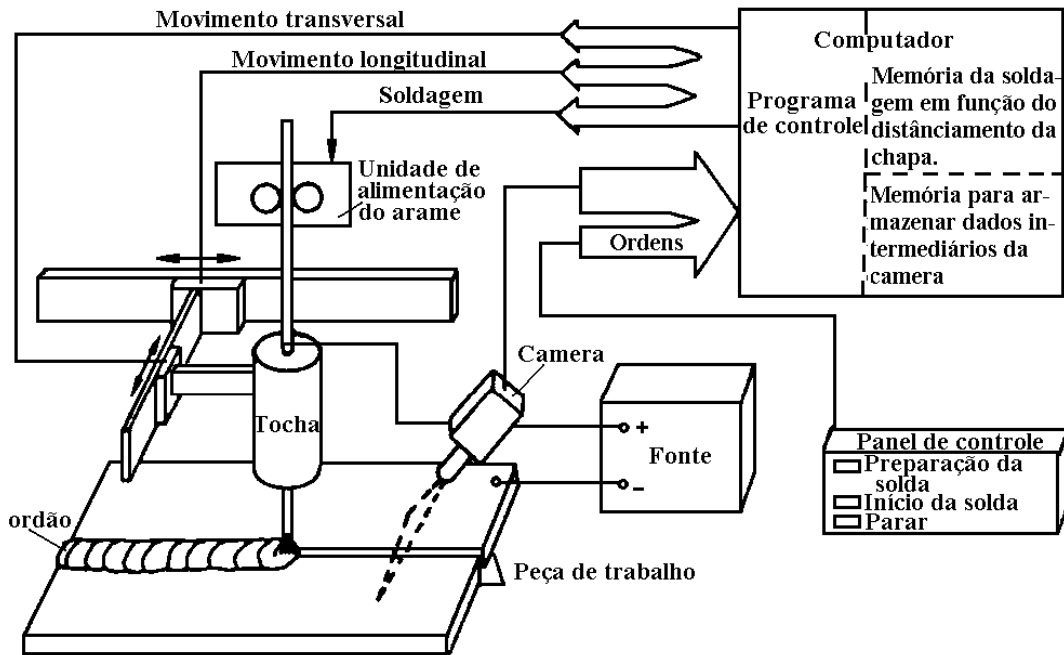 Movimento transversal
Movimento longitudinal
Soldagem
Computador
Programa
de controle
Memória da solda-
gem em função do
distânciamento da
chapa.
Memória para ar-
mazenar dados in-
termediários da
camera
Unidade de
alimentação
do arame
Ordens
Camera
Tocha
+
Fonte
–
Panel de controle
Preparação da
solda
Início da solda
Parar
ordão
Peça de trabalho